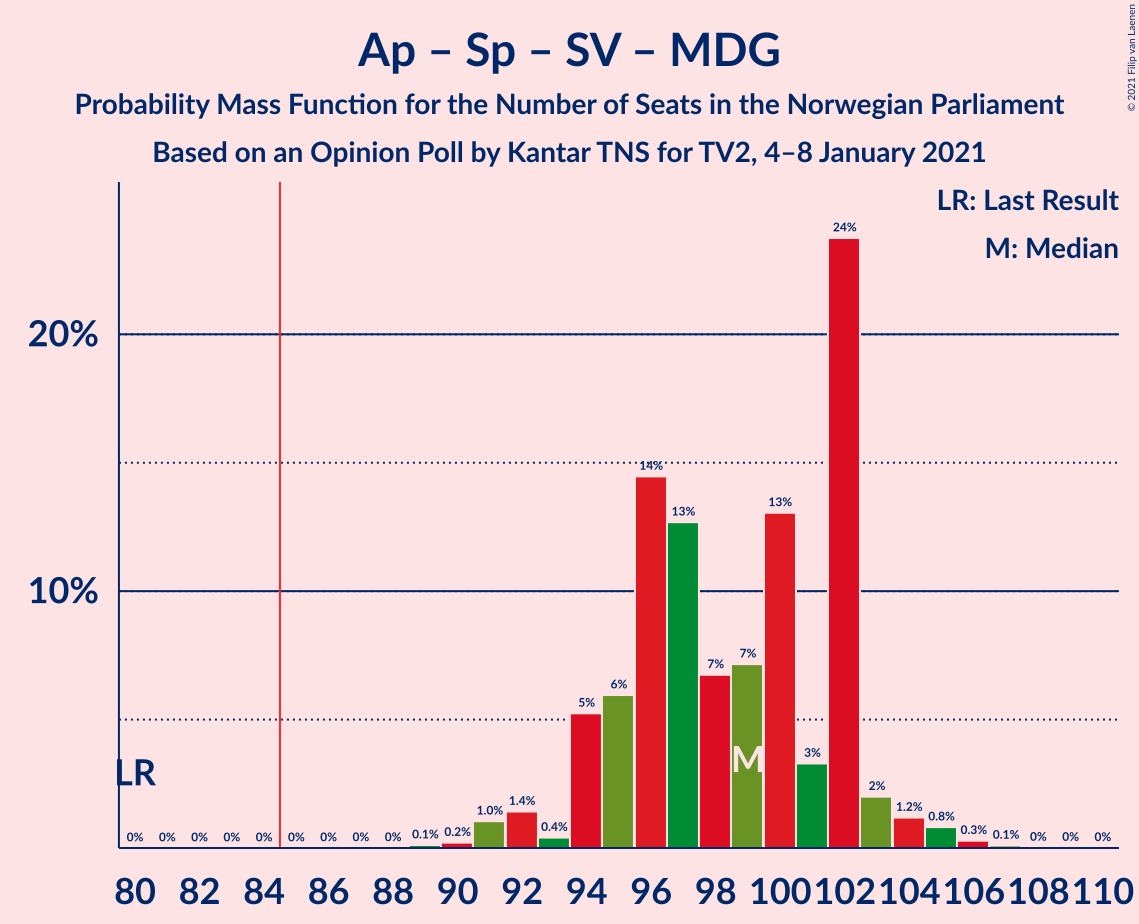 Ap – Sp – SV – MDG
Probability Mass Function for the Number of Seats in the Norwegian Parliament
Based on an Opinion Poll by Kantar TNS for TV2, 4–8 January 2021
© 2021 Filip van Laenen
LR: Last Result
M: Median
20%
10%
LR
M
0% 0% 0% 0% 0% 0% 0% 0% 0% 0.1% 0.2% 1.0% 1.4% 0.4% 5% 6% 14% 13% 7% 7% 13% 3% 24% 2% 1.2% 0.8% 0.3% 0.1% 0% 0% 0%
80 82 84 86 88 90 92 94 96 98 100 102 104 106 108 110